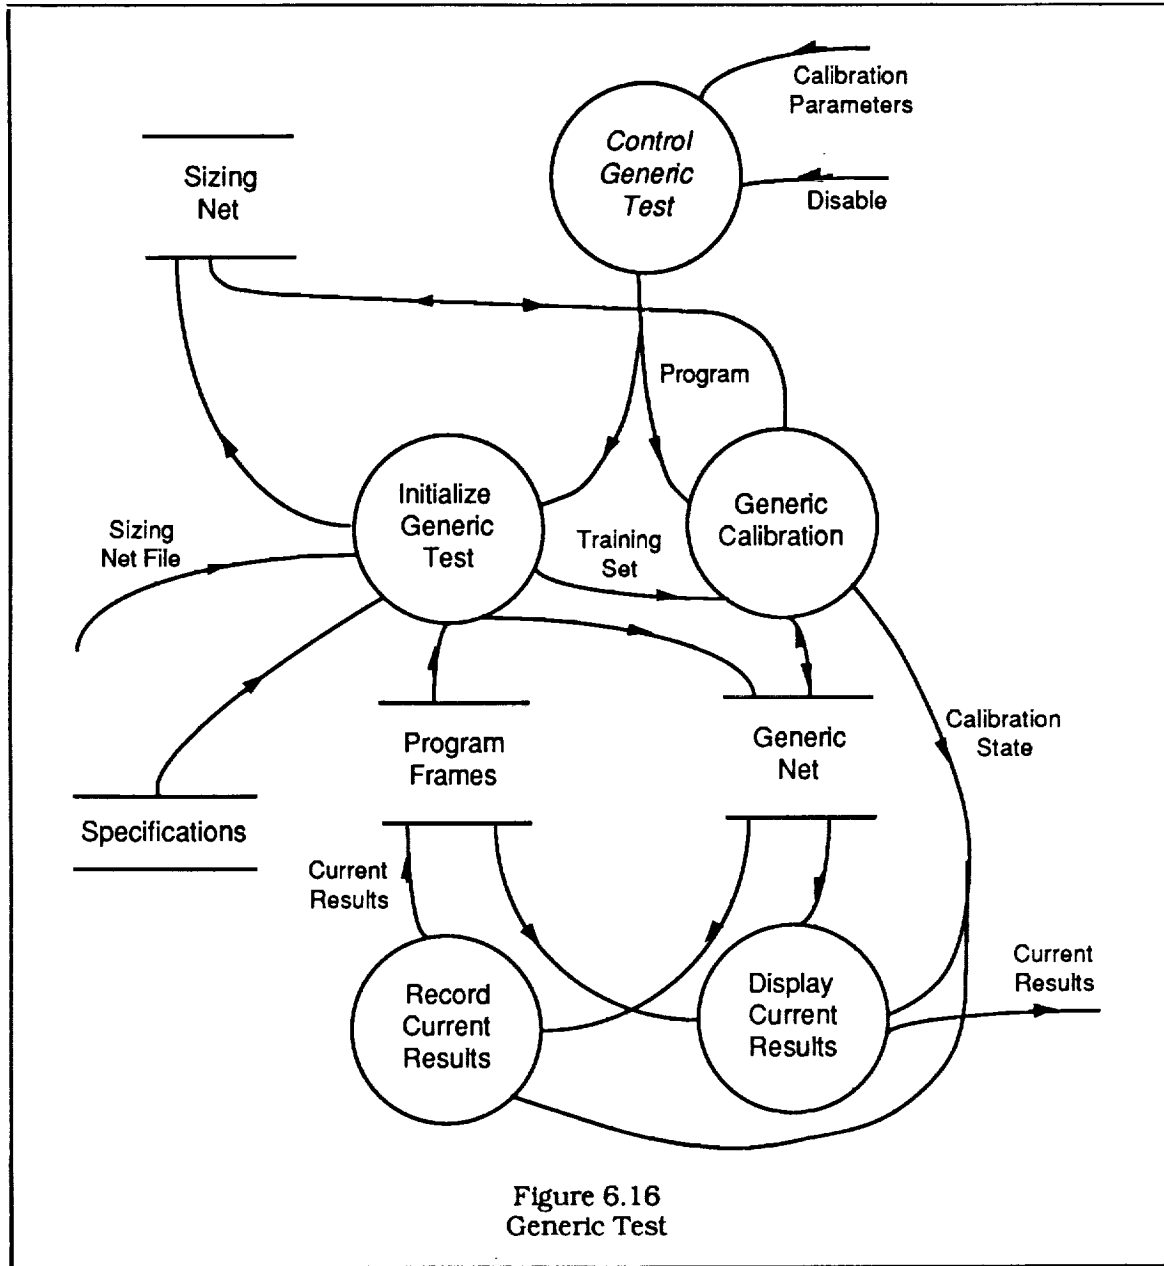 Calibration
Parameters
Control
Generic
Test
Disable
Sizing
Net
Program
Initialize
Generic
Test
Generic
Calibration
Sizing
Net File
Training
Set
Program
Frames
Generic
Net
Calibration
State
Specifications
Current
Results
Record
Current
Results
Display
Current
Results
Current
Results
Figure 6.16
Generic Test